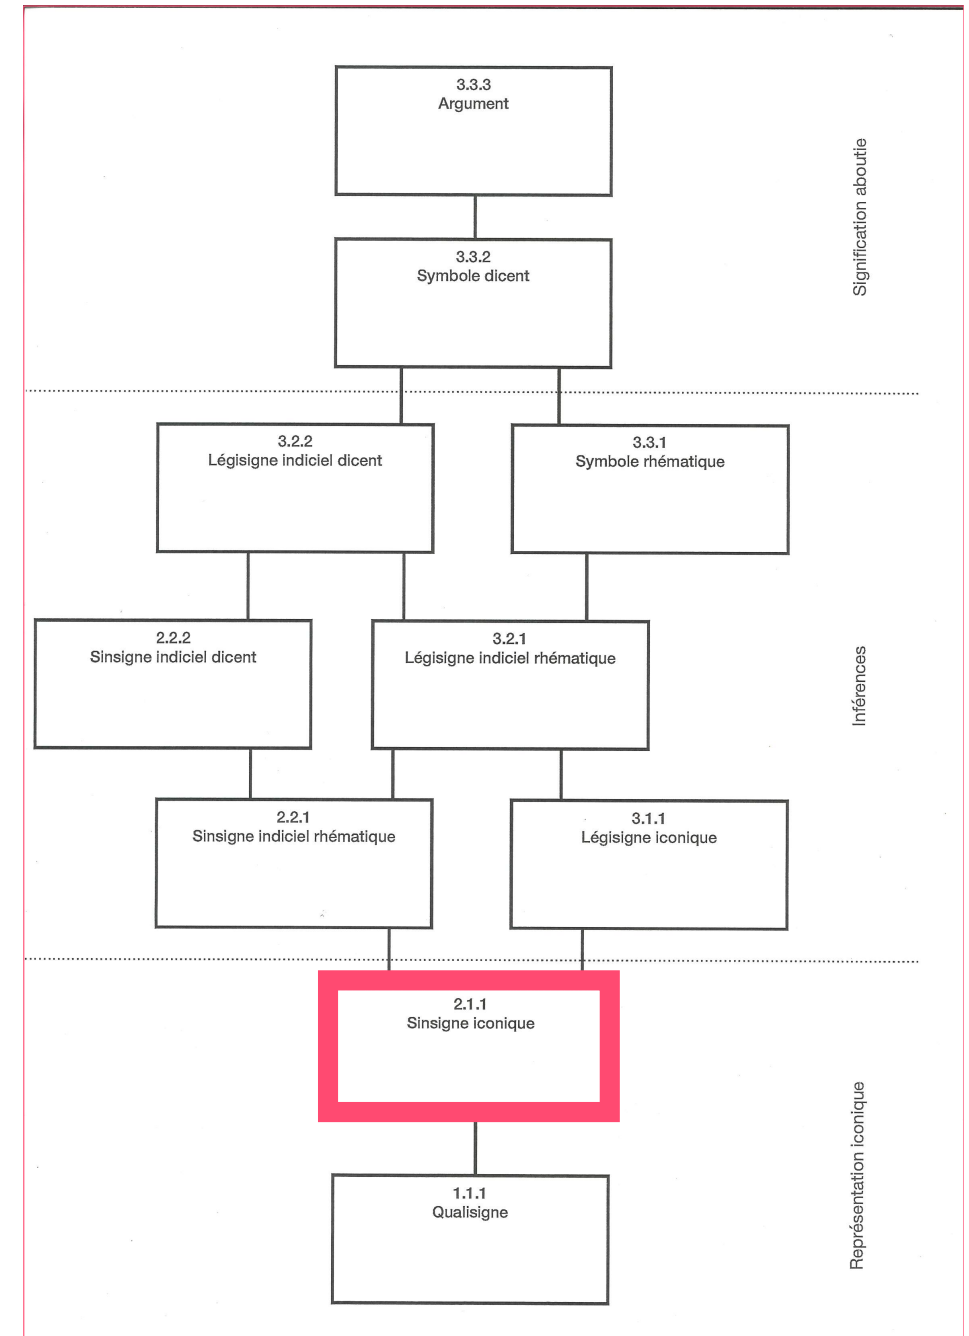 3.3.3
Argument
Signification aboutie
3.3.2
Symbole dicent
3.2.2
Légisigne indiciel dicent
3.3.1
Symbole rhématique
2.2.2
Sinsigne indiciel dicent
3.2.1
Légisigne indiciel rhématique
Inférences
2.2.1
Sinsigne indiciel rhématique
3.1.1
Légisigne iconique
2.1.1
Sinsigne iconique
Représentation iconique
1.1.1
Qualisigne